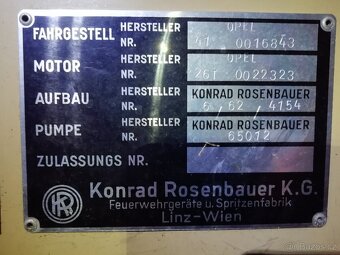 FAHRGESTELL HERSTELLER OPEL
NR. 41 0016843
MOTOR HERSTELLER OPEL
NR. 26T 0022323
AUFBAU HERSTELLER KONRAD ROSENBAUER
NR. 6 62 4154
PUMPE HERSTELLER KONRAD ROSENBAUER
NR. 65012
ZULASSUNGS NR.
Konrad Rosenbauer K.G.
Feuerwehrgeräte u. Spritzenfabrik
Linz-Wien